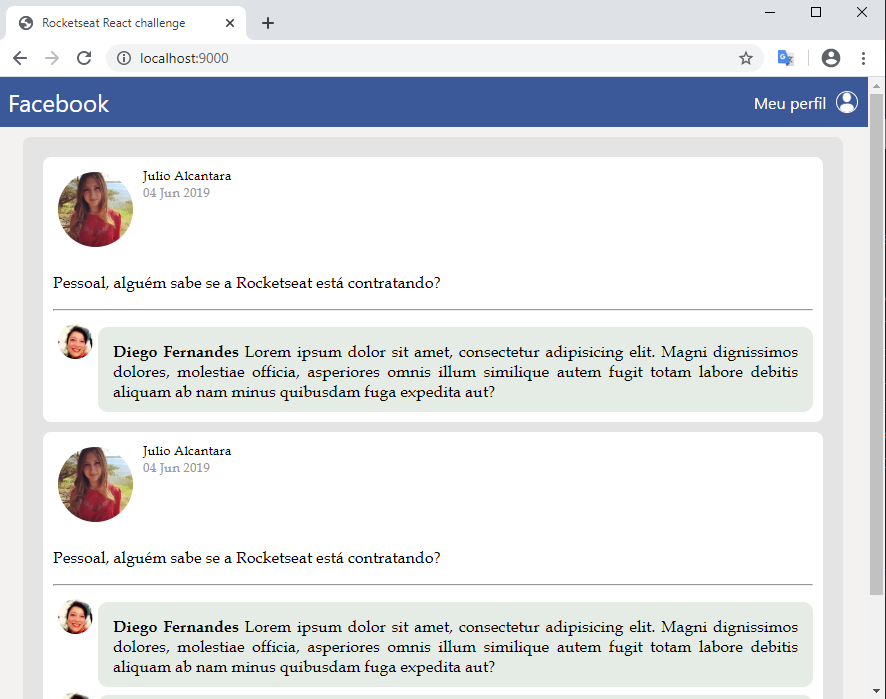 Rocketseat React challenge
localhost:9000
Facebook
Meu perfil
Julio Alcantara
04 Jun 2019
Pessoal, alguém sabe se a Rocketseat está contratando?
Diego Fernandes Lorem ipsum dolor sit amet, consectetur adipisicing elit. Magni dignissimos
dolores, molestiae officia, asperiores omnis illum similique autem fugit totam labore debitis
aliquam ab nam minus quibusdam fuga expedita aut?
Julio Alcantara
04 Jun 2019
Pessoal, alguém sabe se a Rocketseat está contratando?
Diego Fernandes Lorem ipsum dolor sit amet, consectetur adipisicing elit. Magni dignissimos
dolores, molestiae officia, asperiores omnis illum similique autem fugit totam labore debitis
aliquam ab nam minus quibusdam fuga expedita aut?